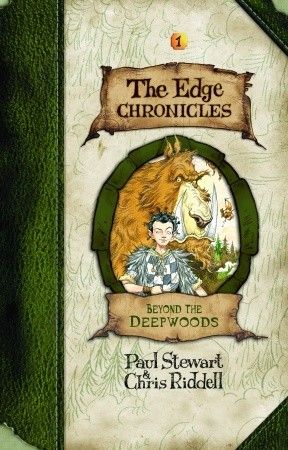 1
The Edge
CHRONICLES
BEYOND THE
DEEPWOODS
Paul Stewart
&
Chris Riddell